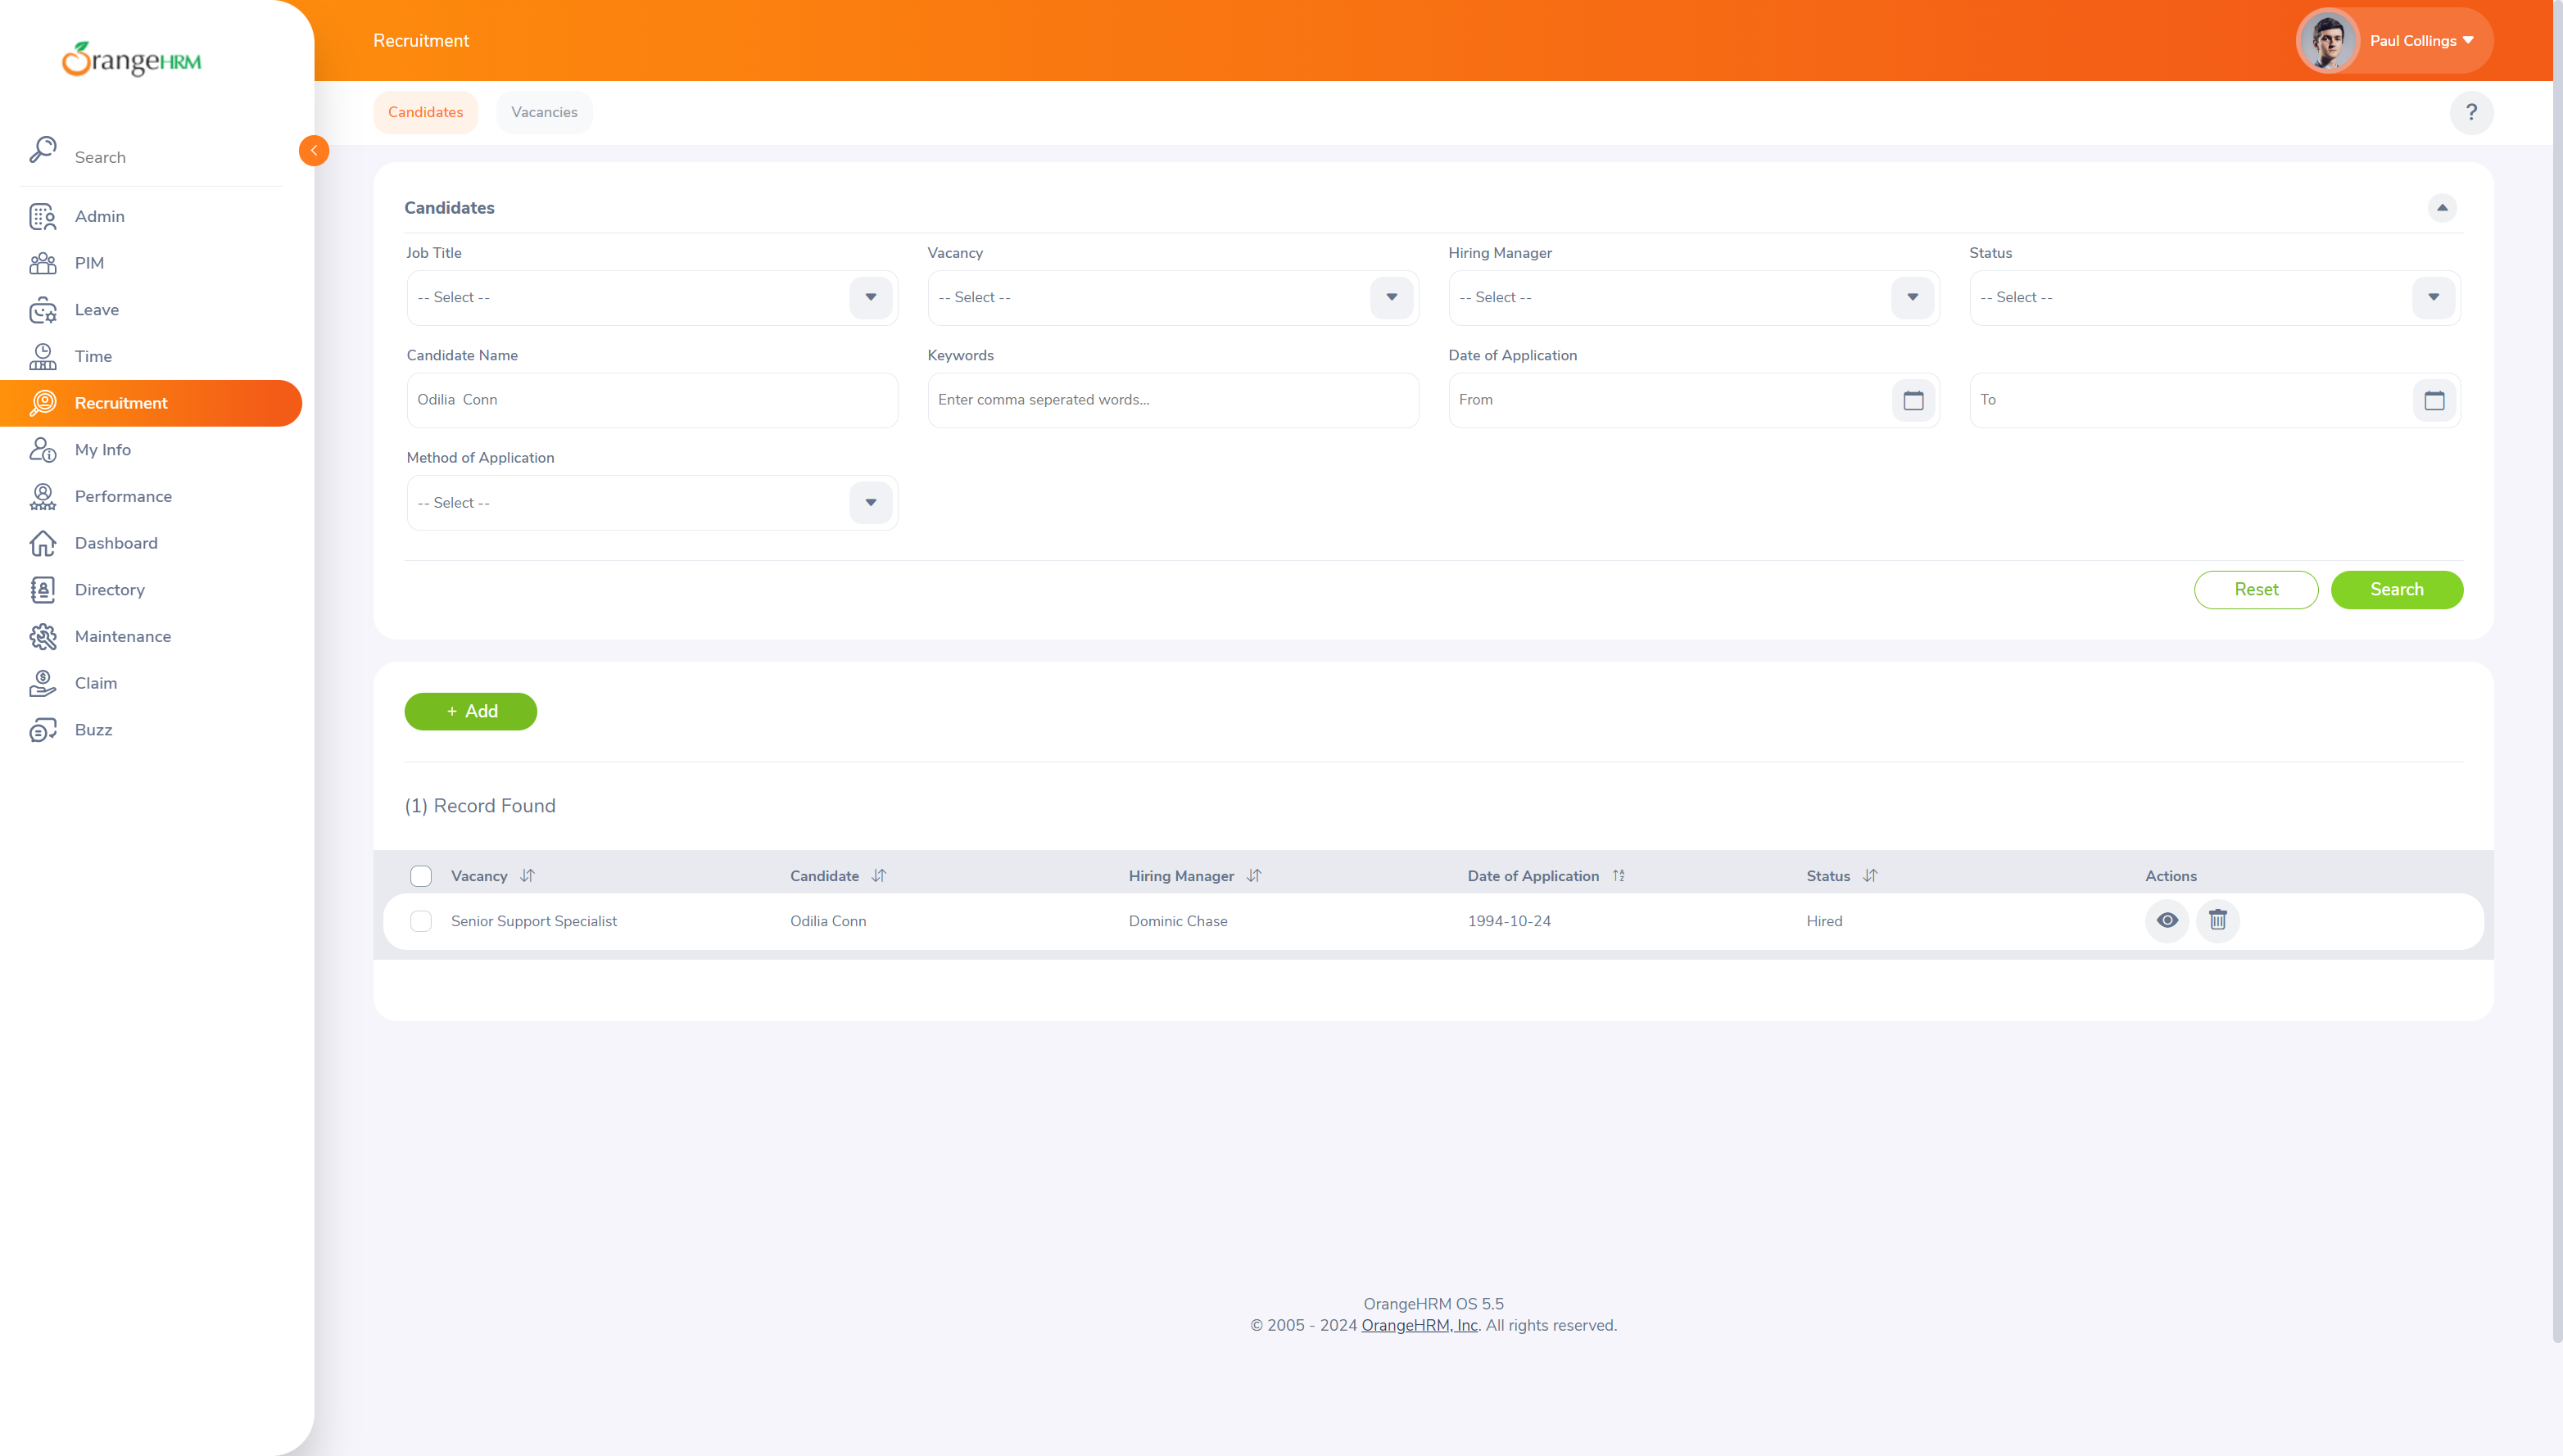 OrangeHRM
Recruitment
Paul Collings
Candidates
Vacancies
?
Search
Admin
PIM
Leave
Time
Recruitment
My Info
Performance
Dashboard
Directory
Maintenance
Claim
Buzz
Candidates
Job Title
Vacancy
Hiring Manager
Status
-- Select --
-- Select --
-- Select --
-- Select --
Candidate Name
Keywords
Date of Application
Odilia  Conn
Enter comma seperated words...
From
To
Method of Application
-- Select --
Reset
Search
+ Add
(1) Record Found
Vacancy
Candidate
Hiring Manager
Date of Application
Status
Actions
Senior Support Specialist
Odilia Conn
Dominic Chase
1994-10-24
Hired
OrangeHRM OS 5.5
© 2005 - 2024 OrangeHRM, Inc. All rights reserved.